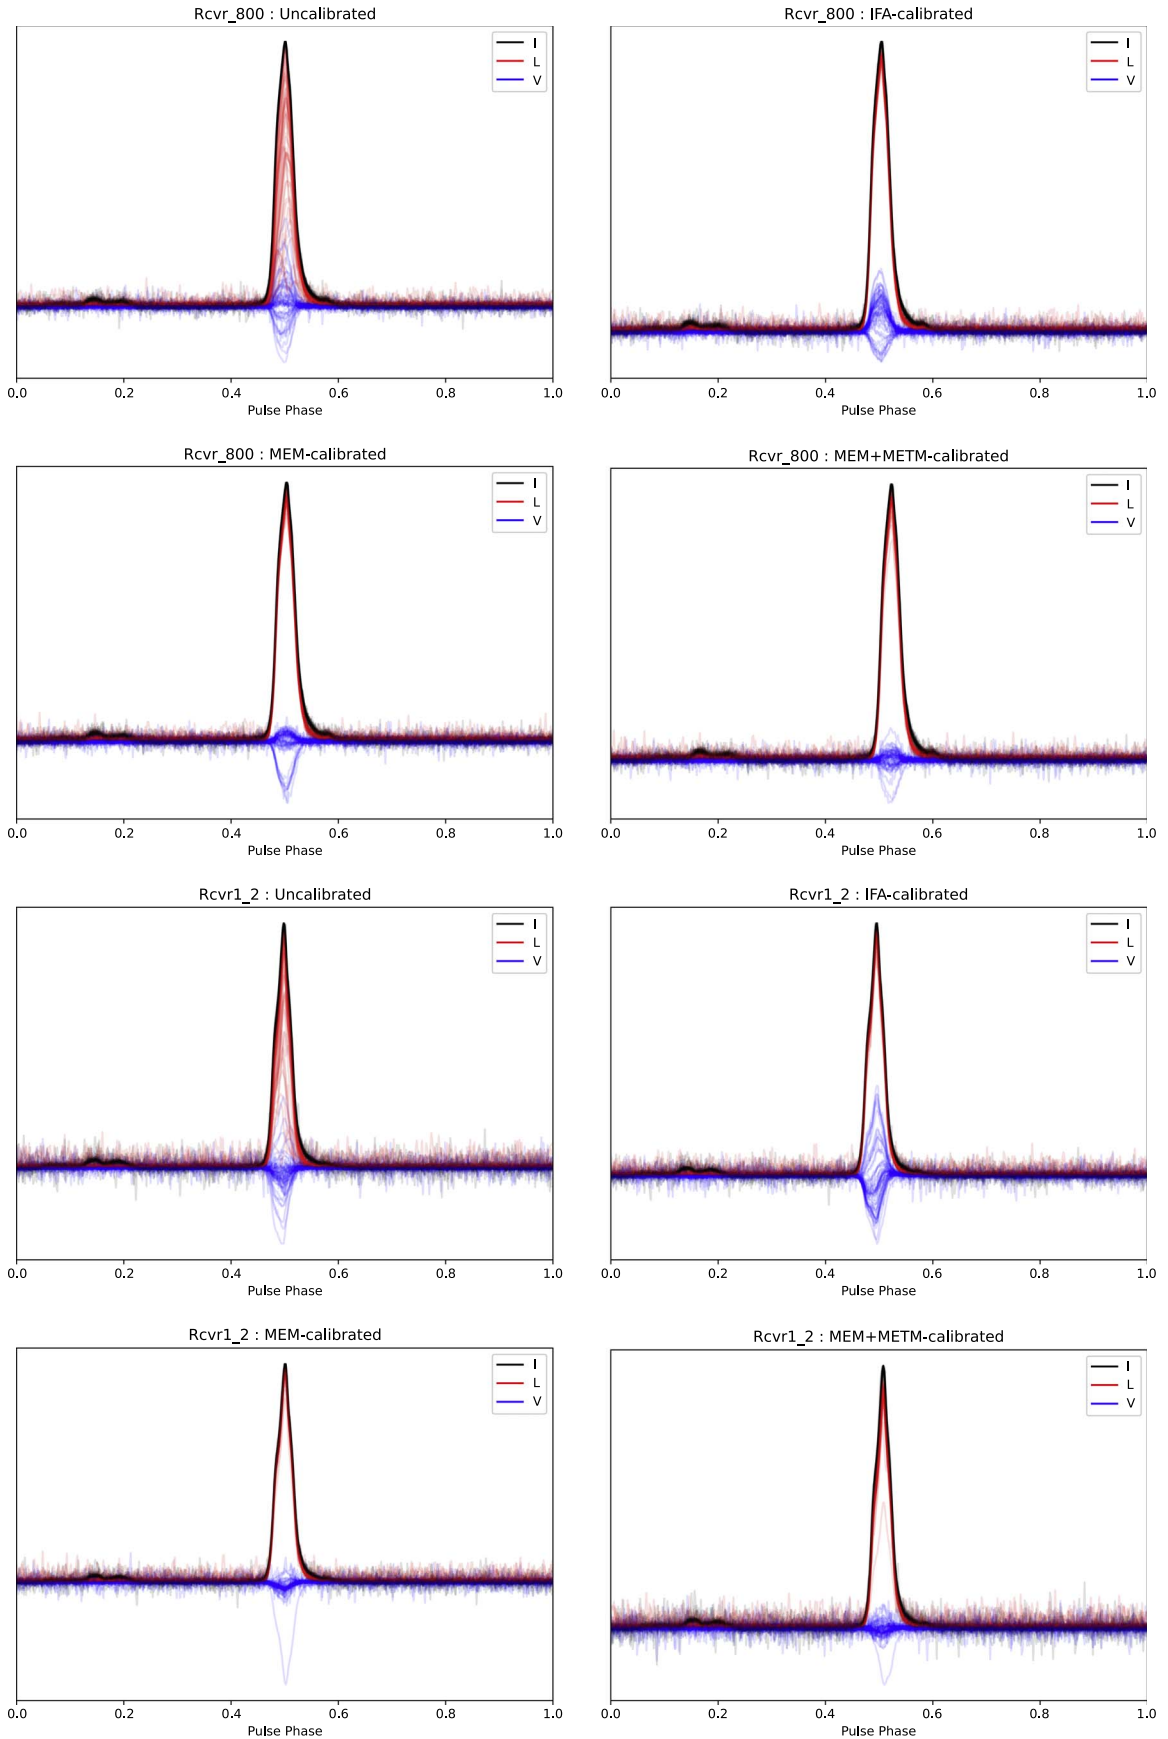 Rcvr_800 : Uncalibrated
I
L
V
0.0 0.2 0.4 0.6 0.8 1.0
Pulse Phase
Rcvr_800 : IFA-calibrated
I
L
V
0.0 0.2 0.4 0.6 0.8 1.0
Pulse Phase
Rcvr_800 : MEM-calibrated
I
L
V
0.0 0.2 0.4 0.6 0.8 1.0
Pulse Phase
Rcvr_800 : MEM+METM-calibrated
I
L
V
0.0 0.2 0.4 0.6 0.8 1.0
Pulse Phase
Rcvr1_2 : Uncalibrated
I
L
V
0.0 0.2 0.4 0.6 0.8 1.0
Pulse Phase
Rcvr1_2 : IFA-calibrated
I
L
V
0.0 0.2 0.4 0.6 0.8 1.0
Pulse Phase
Rcvr1_2 : MEM-calibrated
I
L
V
0.0 0.2 0.4 0.6 0.8 1.0
Pulse Phase
Rcvr1_2 : MEM+METM-calibrated
I
L
V
0.0 0.2 0.4 0.6 0.8 1.0
Pulse Phase